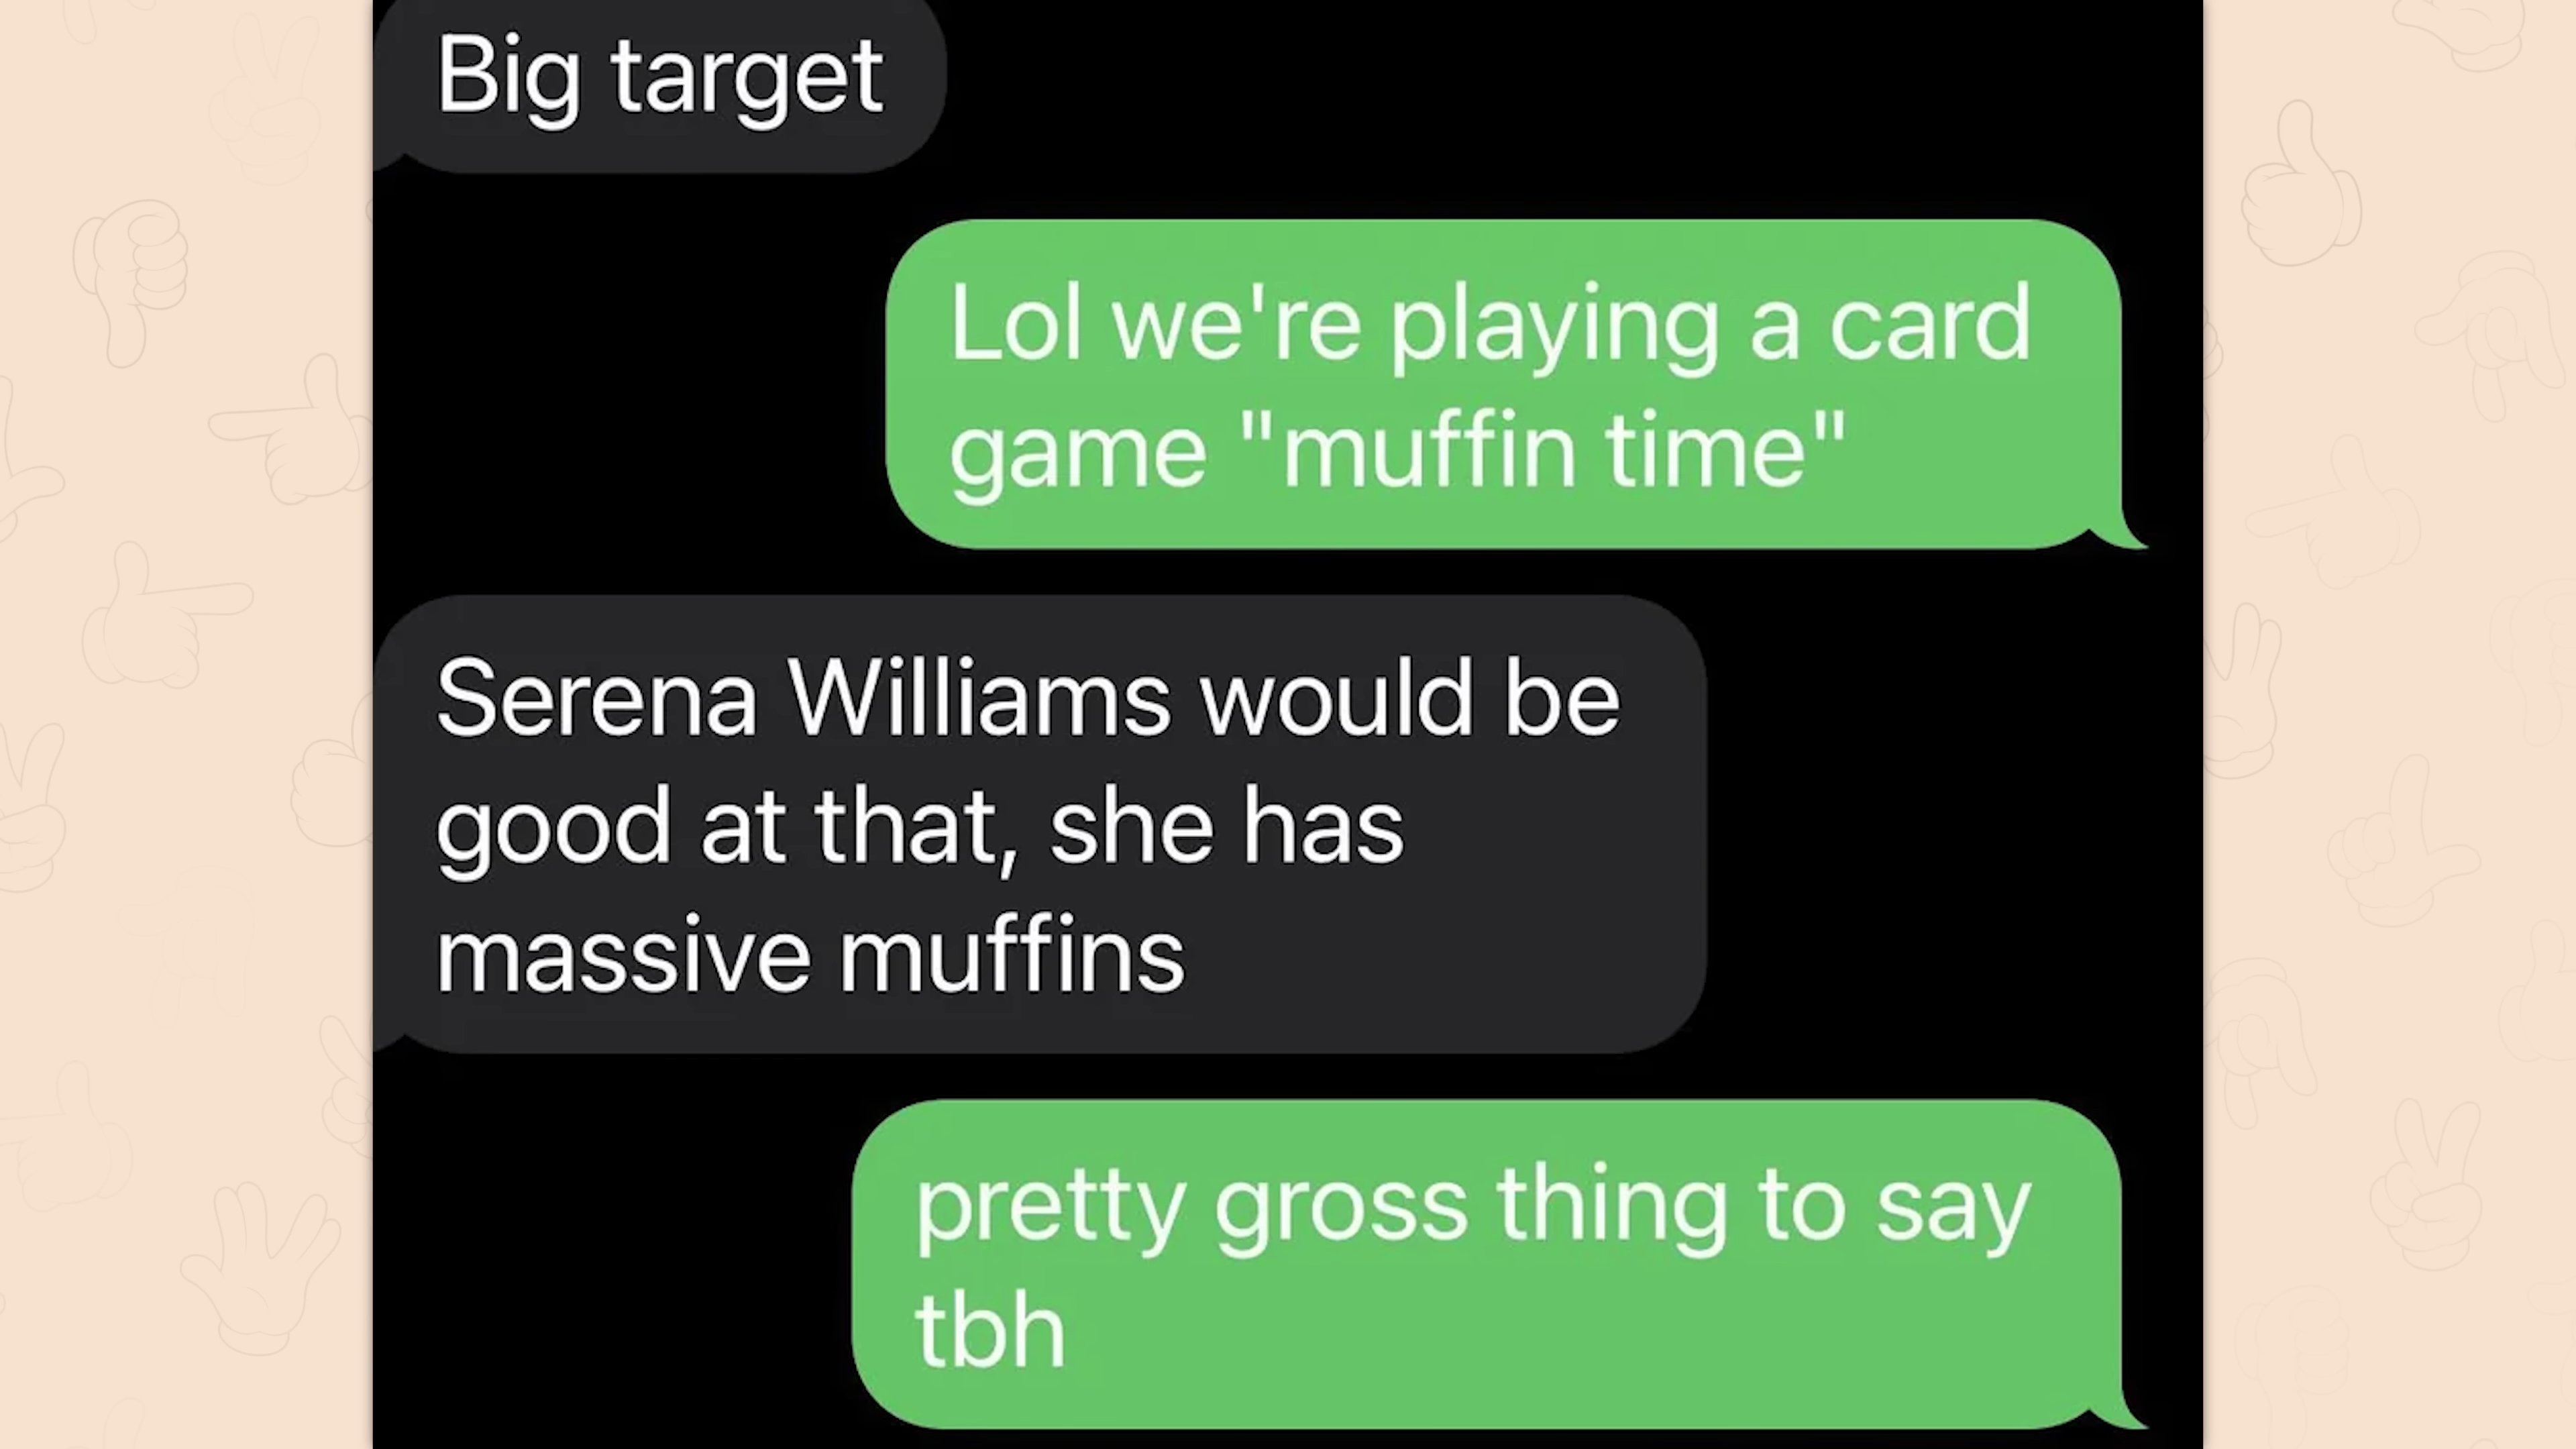 Big target
Lol we're playing a card
game "muffin time"
Serena Williams would be
good at that, she has
massive muffins
pretty gross thing to say
tbh